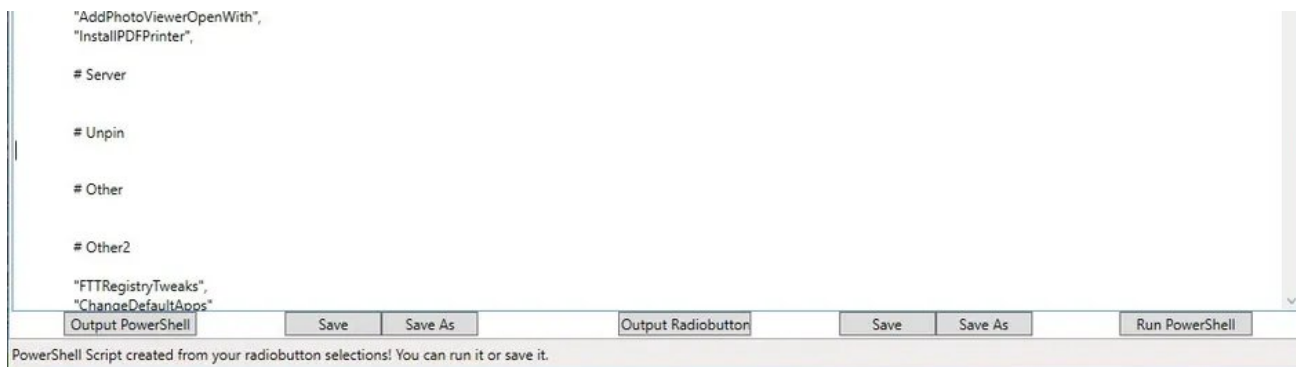 "AddPhotoViewerOpenWith",
"InstallPDFPrinter",
# Server
# Unpin
# Other
# Other2
"FTTRegistryTweaks",
"ChangeDefaultApps"
Output PowerShell Save Save As Output Radiobutton Save Save As Run PowerShell
PowerShell Script created from your radiobutton selections! You can run it or save it.